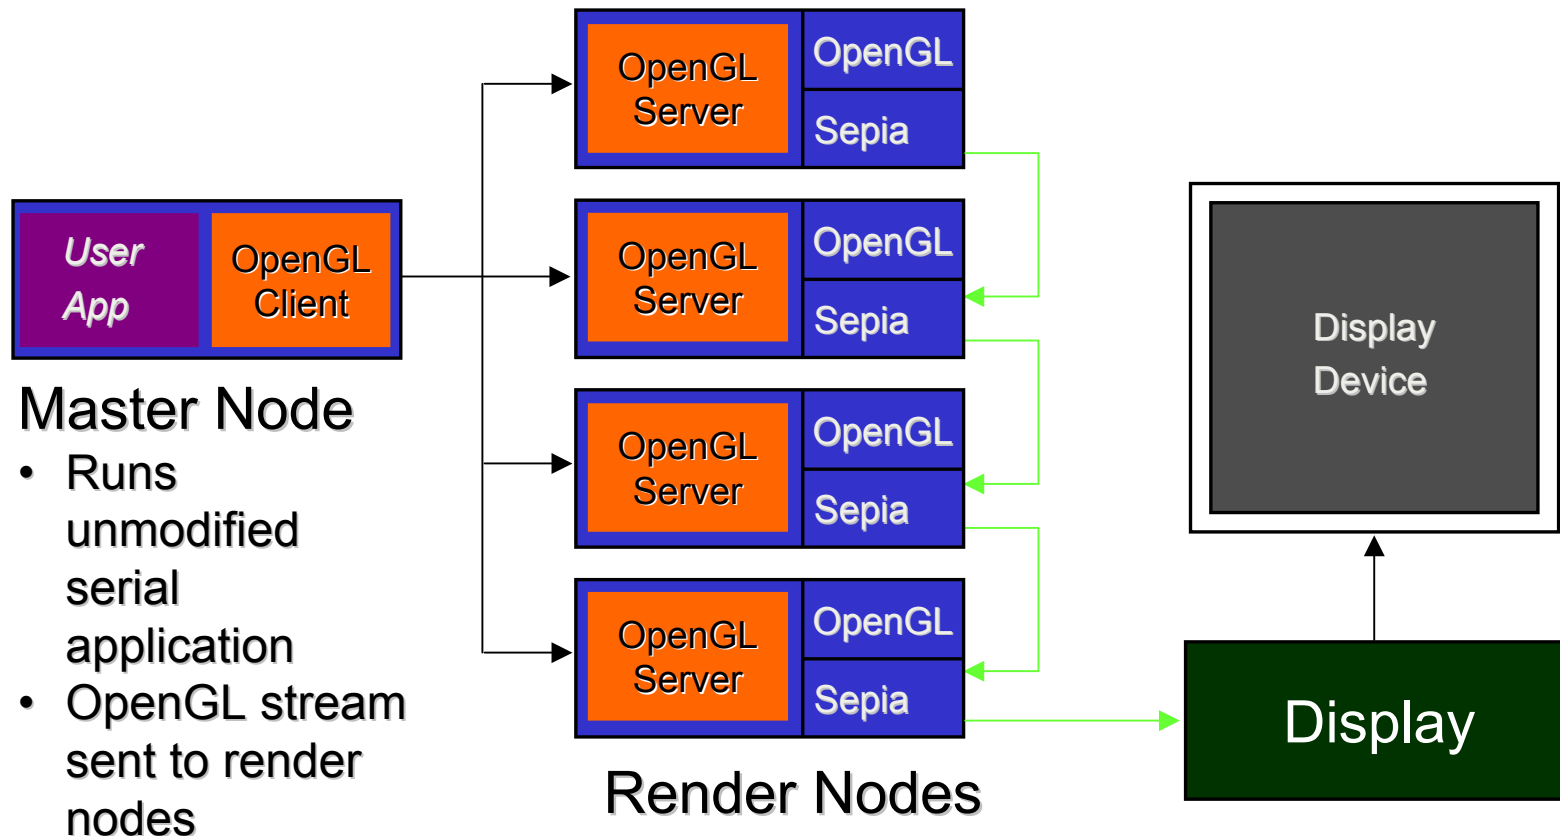 User
App
OpenGL
Client
Master Node
• Runs
unmodified
serial
application
• OpenGL stream
sent to render
nodes
OpenGL
Server
OpenGL
Sepia
OpenGL
Server
OpenGL
Sepia
OpenGL
Server
OpenGL
Sepia
OpenGL
Server
OpenGL
Sepia
Render Nodes
Display
Device
Display